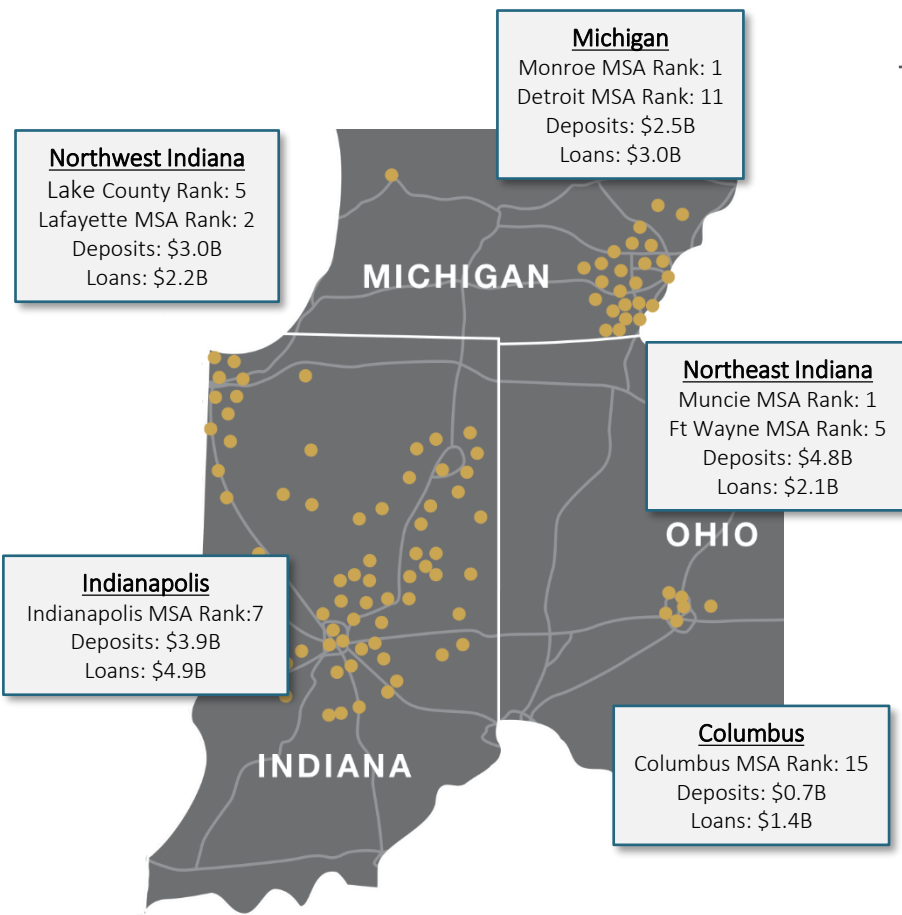 Michigan
Monroe MSA Rank: 1
Detroit MSA Rank: 11
Deposits: $2.5B
Loans: $3.0B
Northwest Indiana
Lake County Rank: 5
Lafayette MSA Rank: 2
Deposits: $3.0B
Loans: $2.2B
MICHIGAN
Northeast Indiana
Muncie MSA Rank: 1
Ft Wayne MSA Rank: 5
Deposits: $4.8B
Loans: $2.1B
OHIO
Indianapolis
Indianapolis MSA Rank:7
Deposits: $3.9B
Loans: $4.9B
INDIANA
Columbus
Columbus MSA Rank: 15
Deposits: $0.7B
Loans: $1.4B